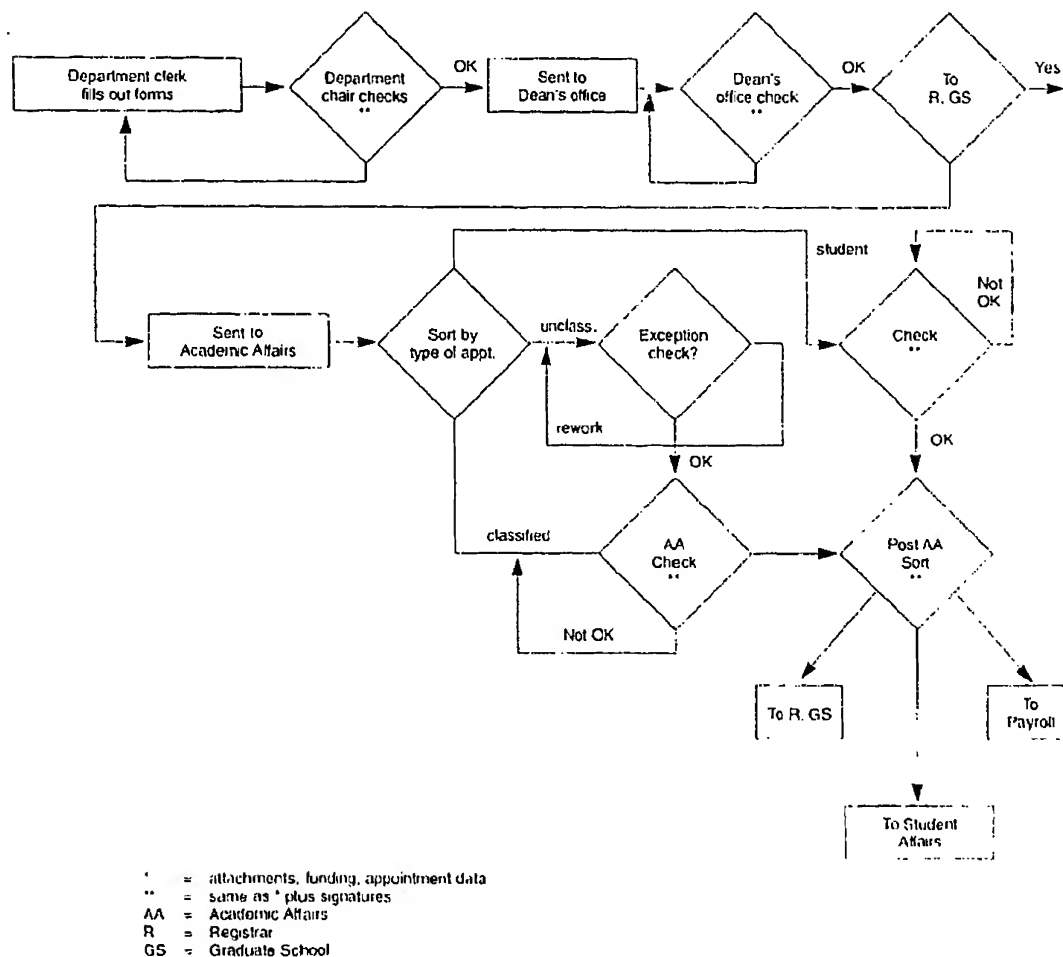 Department clerk
fills out forms
Department
chair checks
**
OK
Sent to
Dean's office
Dean's
office check
**
OK
To
R, GS
Yes
student
Not
OK
Sent to
Academic Affairs
Sort by
type of appt.
unclass.
Exception
check?
Check
**
rework
OK
OK
classified
AA
Check
**
Post AA
Sort
**
Not OK
To R, GS
To
Payroll
To Student
Affairs
* = attachments, funding, appointment data
** = same as * plus signatures
AA = Academic Affairs
R = Registrar
GS = Graduate School